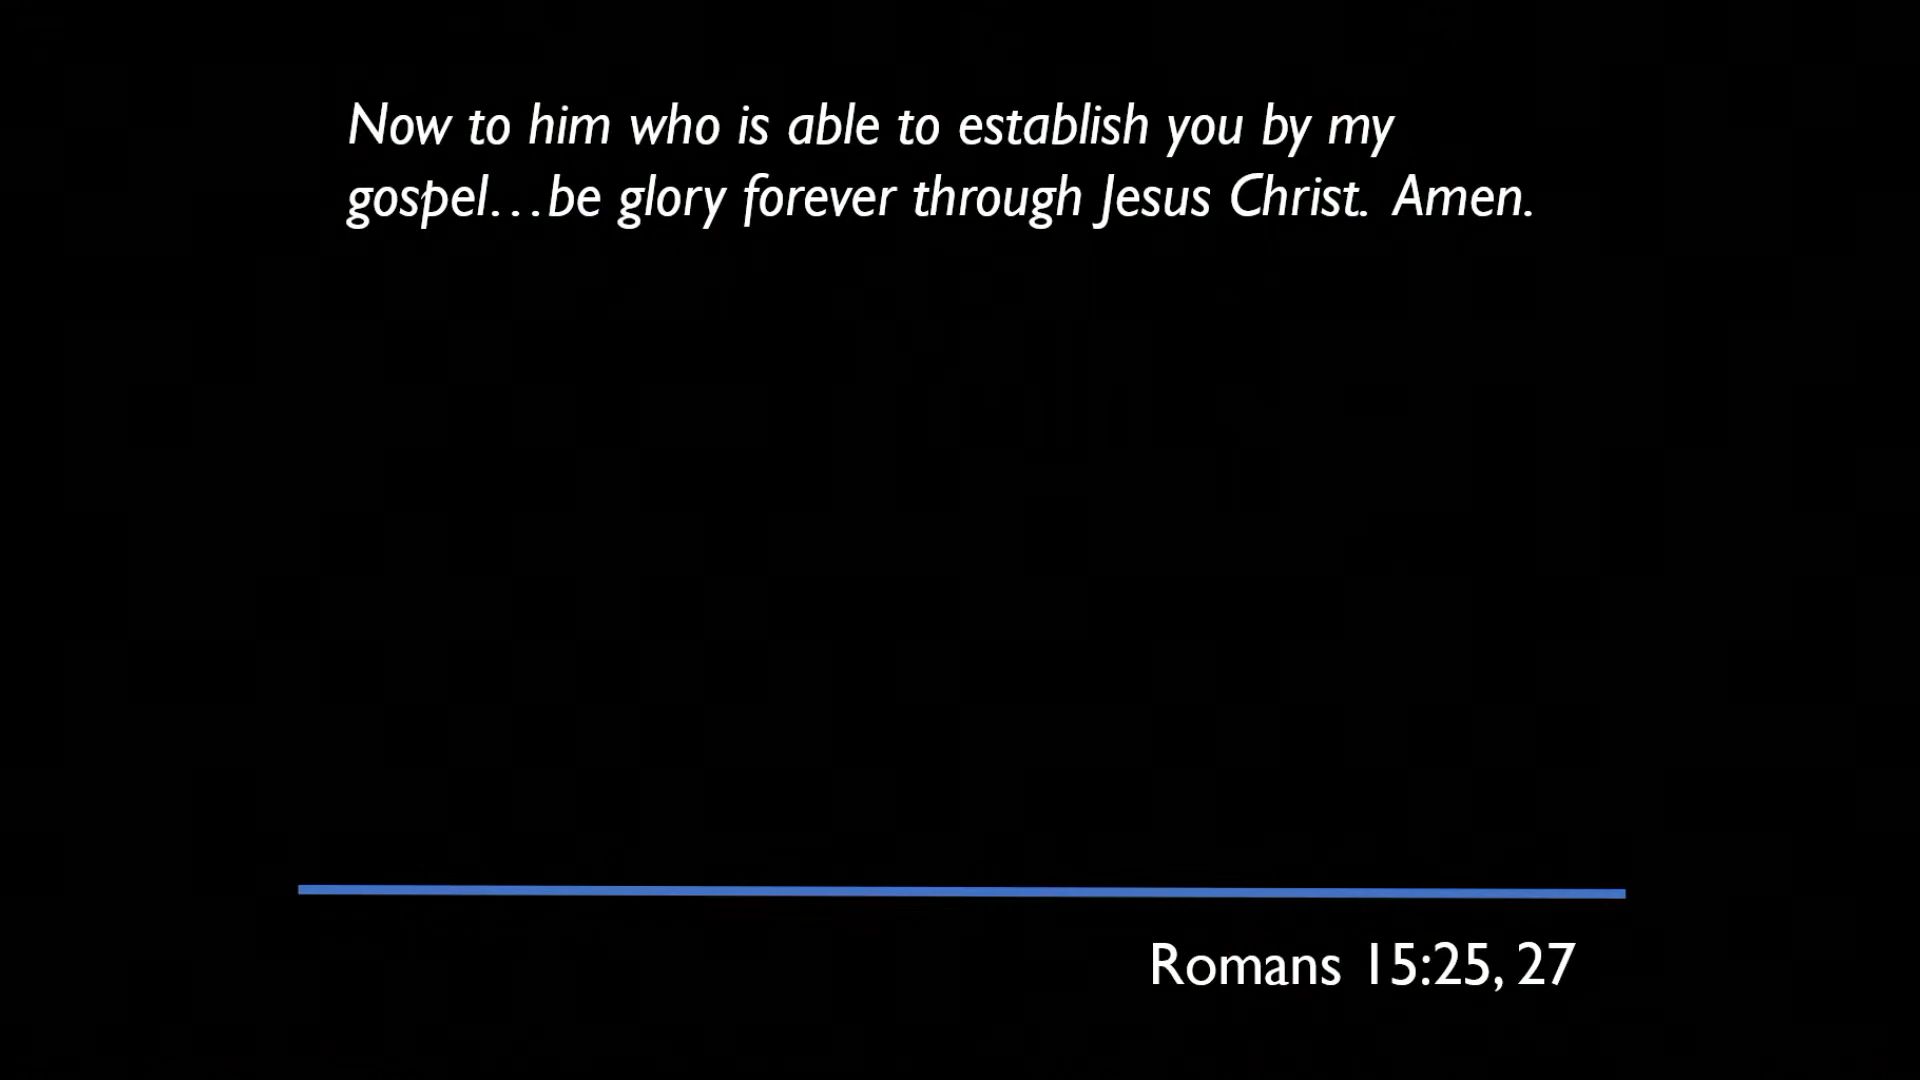 Now to him who is able to establish you by my
gospel…be glory forever through Jesus Christ.  Amen.
Romans 15:25, 27